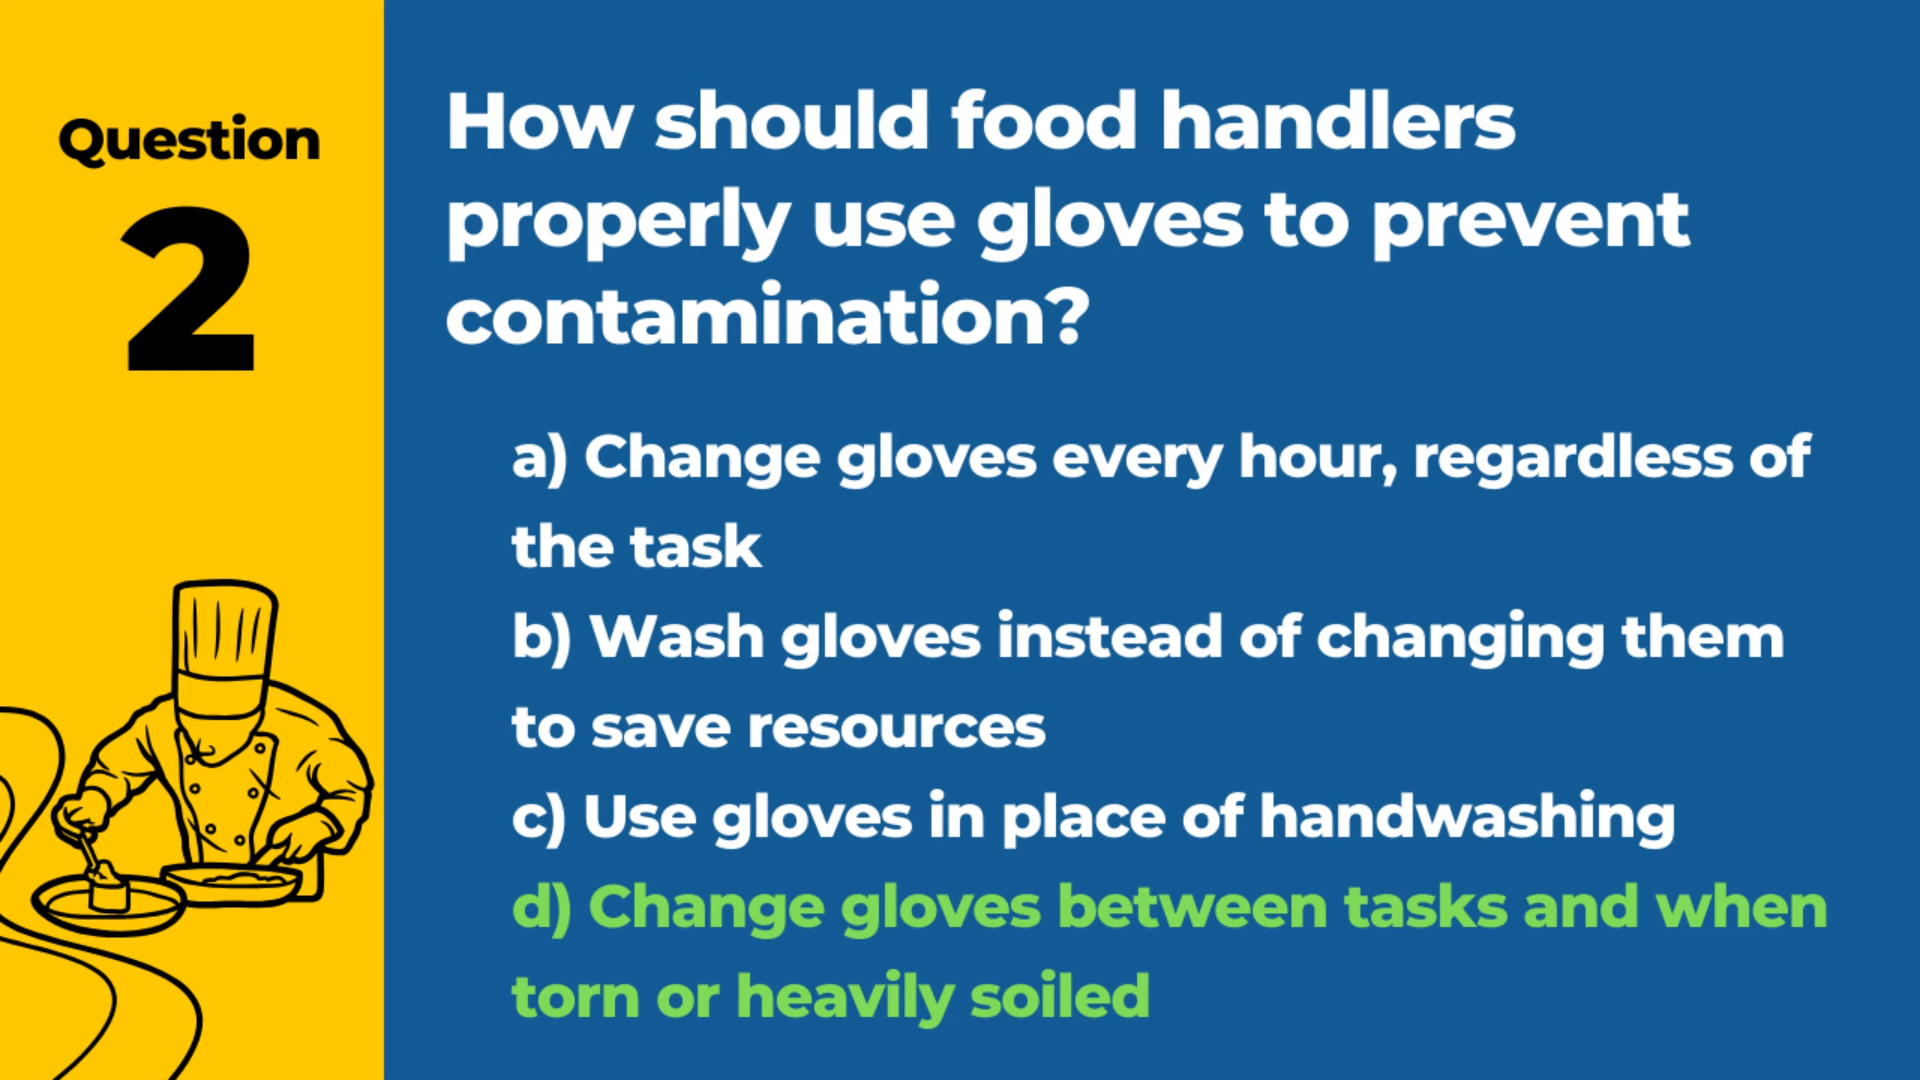 Question
2
How should food handlers
properly use gloves to prevent
contamination?
a) Change gloves every hour, regardless of
the task
b) Wash gloves instead of changing them
to save resources
c) Use gloves in place of handwashing
d) Change gloves between tasks and when
torn or heavily soiled